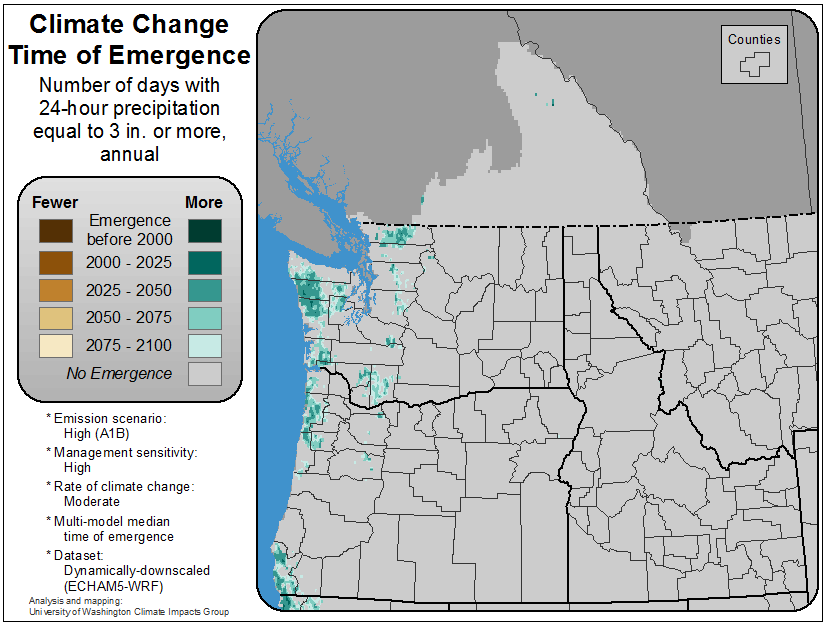 Climate Change
Time of Emergence
Number of days with
24-hour precipitation
equal to 3 in. or more,
annual
Fewer
More
Emergence
before 2000
2000 - 2025
2025 - 2050
2050 - 2075
2075 - 2100
No Emergence
* Emission scenario:
High (A1B)
* Management sensitivity:
High
* Rate of climate change:
Moderate
* Multi-model median
time of emergence
* Dataset:
Dynamically-downscaled
(ECHAM5-WRF)
Analysis and mapping:
University of Washington Climate Impacts Group
Counties